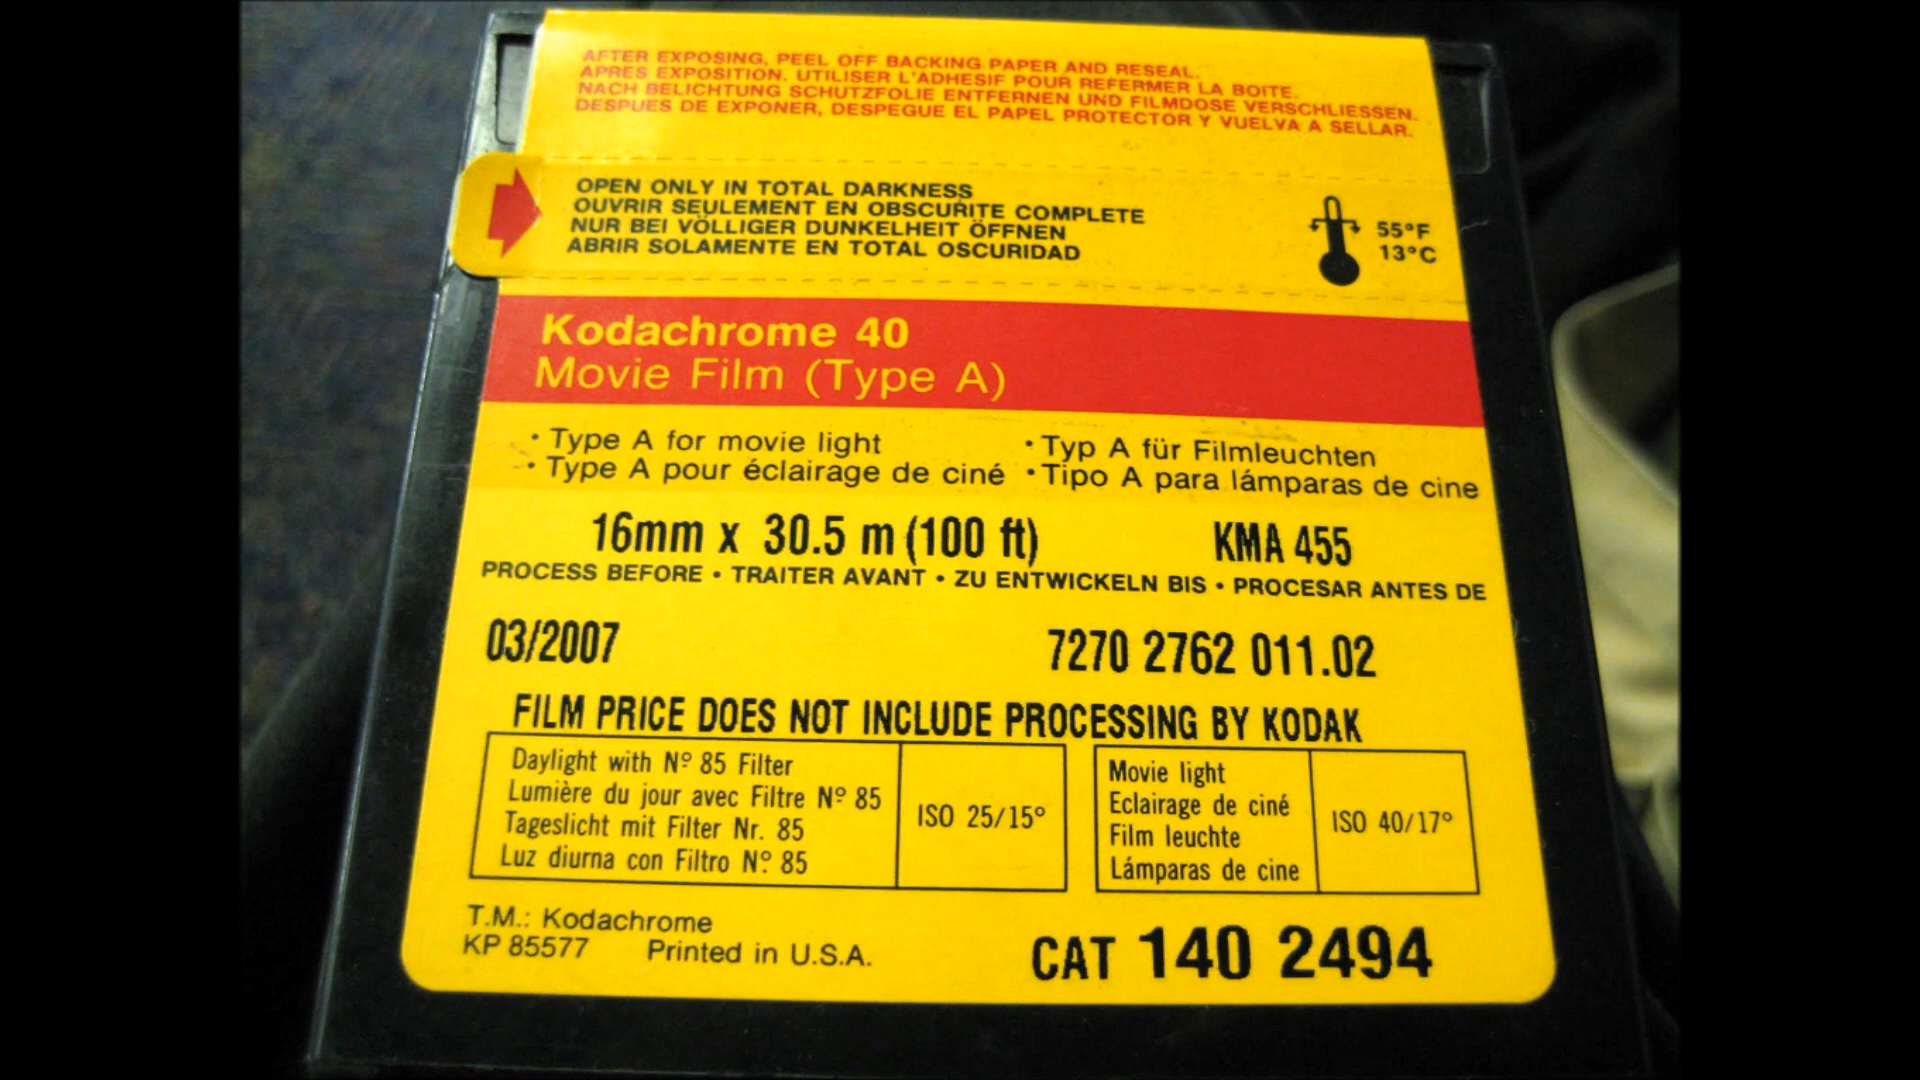 AFTER EXPOSING, PEEL OFF BACKING PAPER AND RESEAL.
APRES EXPOSITION. UTILISER L'ADHESIF POUR REFERMER LA BOITE.
NACH BELICHTUNG SCHUTZFOLIE ENTFERNEN UND FILMDOSE VERSCHLIESSEN.
DESPUES DE EXPONER, DESPEGUE EL PAPEL PROTECTOR Y VUELVA A SELLAR.
OPEN ONLY IN TOTAL DARKNESS
OUVRIR SEULEMENT EN OBSCURITE COMPLETE
NUR BEI VÖLLIGER DUNKELHEIT ÖFFNEN
ABRIR SOLAMENTE EN TOTAL OSCURIDAD
55°F
13°C
Kodachrome 40
Movie Film (Type A)
• Type A for movie light
• Type A pour éclairage de ciné
• Typ A für Filmleuchten
• Tipo A para lámparas de cine
16mm x 30.5 m (100 ft) KMA 455
PROCESS BEFORE • TRAITER AVANT • ZU ENTWICKELN BIS • PROCESAR ANTES DE
03/2007 7270 2762 011.02
FILM PRICE DOES NOT INCLUDE PROCESSING BY KODAK
Daylight with Nº 85 Filter
Lumière du jour avec Filtre Nº 85
Tageslicht mit Filter Nr. 85
Luz diurna con Filtro Nº 85
ISO 25/15°
Movie light
Eclairage de ciné
Film leuchte
Lámparas de cine
ISO 40/17°
T.M.: Kodachrome
KP 85577 Printed in U.S.A.
CAT 140 2494